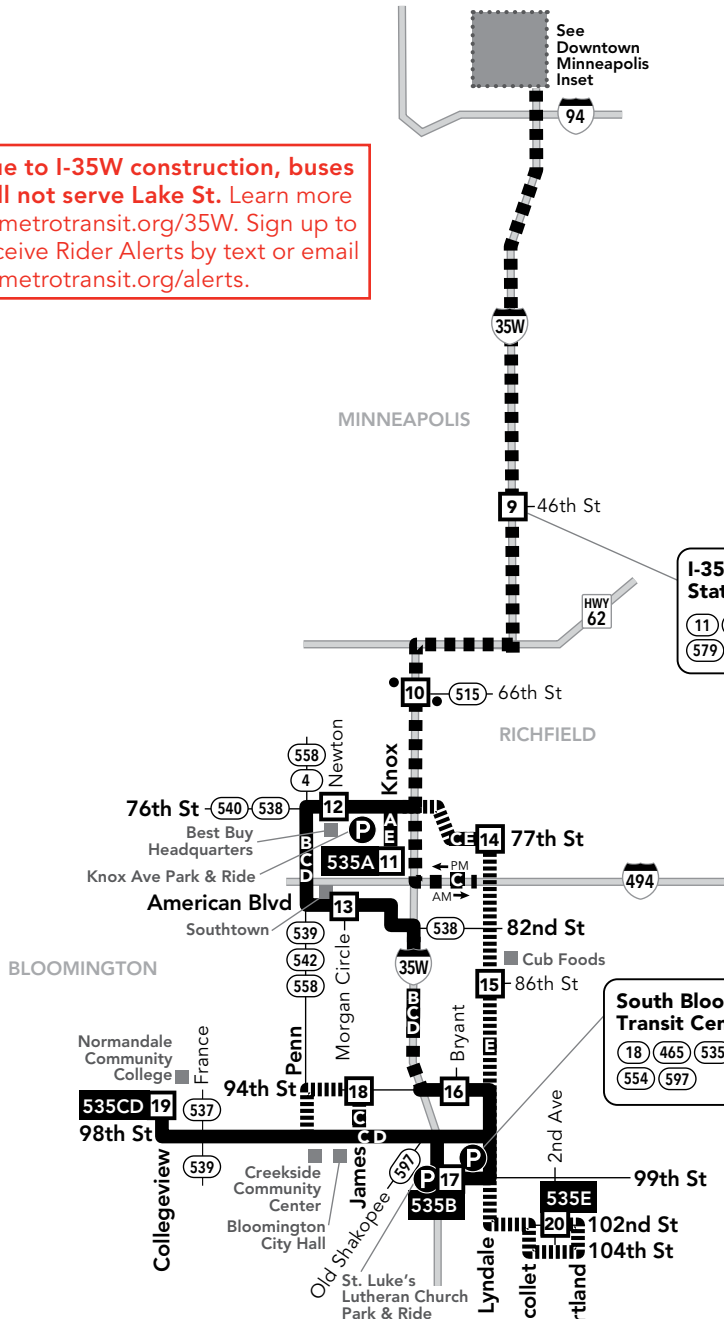 See
Downtown
Minneapolis
Inset
94
ue to I-35W construction, buses
ll not serve Lake St. Learn more
metrotransit.org/35W. Sign up to
ceive Rider Alerts by text or email
metrotransit.org/alerts.
35W
MINNEAPOLIS
9 46th St
I-35
Stat
11
579
HWY
62
10 515 66th St
RICHFIELD
558
4
Newton
Knox
76th St 540 538 12
Best Buy
Headquarters
P
A
E
C E 14 77th St
Knox Ave Park & Ride
535A 11
B
C
D
PM
C
AM
494
American Blvd
Southtown
13
539
542
558
Morgan Circle
538 82nd St
35W
Cub Foods
15 86th St
BLOOMINGTON
B
C
D
South Bloo
Transit Cen
18 465 535
554 597
E
Normandale
Community
College
France
Penn
Bryant
94th St 18 16
535CD 19
537
98th St
C
C D
539
Collegeview
Creekside
Community
Center
Bloomington
City Hall
James
597
Old Shakopee
P
P 17
535B
99th St
2nd Ave
535E
20 102nd St
104th St
St. Luke's
Lutheran Church
Park & Ride
Lyndale
collet
rtland